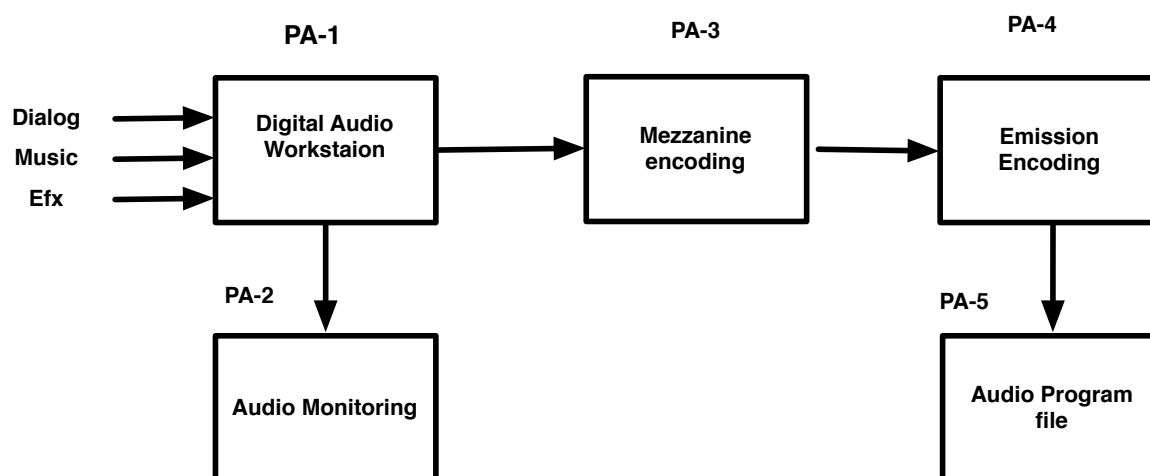 PA-1
PA-3
PA-4
Dialog
Music
Efx
Digital Audio
Workstaion
Mezzanine
encoding
Emission
Encoding
PA-2
PA-5
Audio Monitoring
Audio Program
file